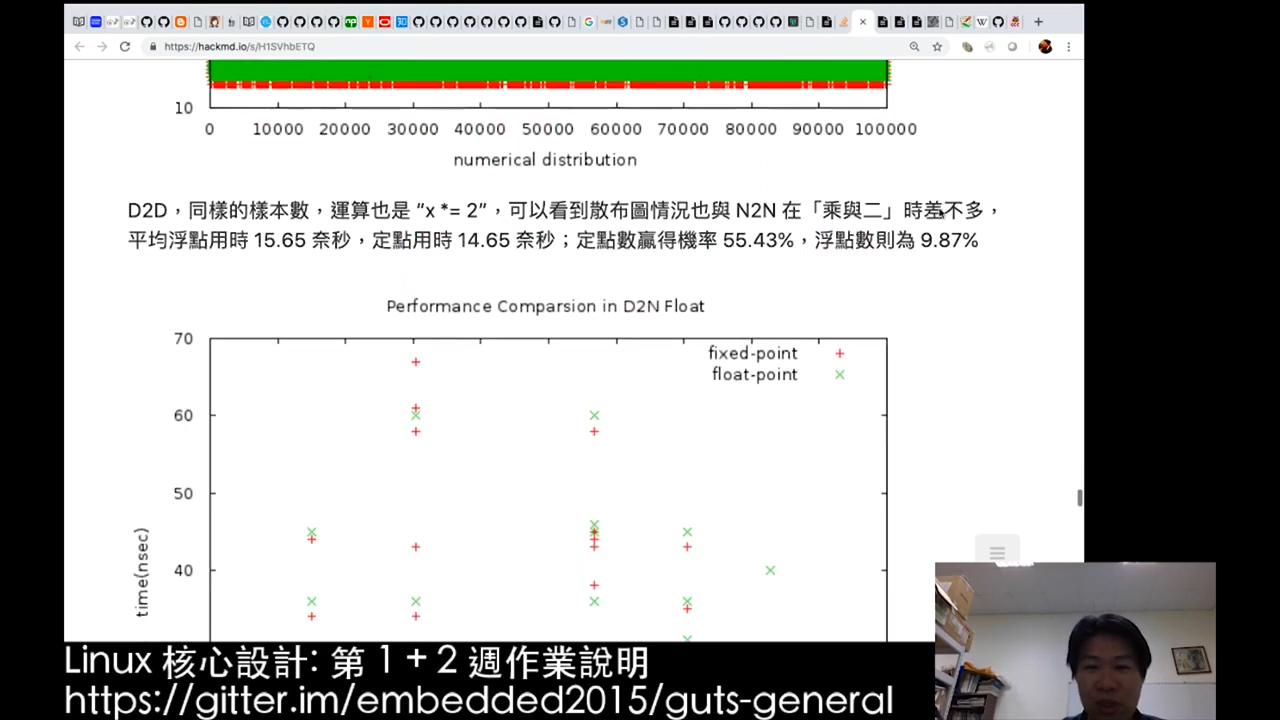 https://hackmd.io/s/H1SVhbETQ
10
0 10000 20000 30000 40000 50000 60000 70000 80000 90000 100000
numerical distribution
D2D，同樣的樣本數，運算也是 "x *= 2"，可以看到散布圖情況也與 N2N 在「乘與二」時差不多，
平均浮點用時 15.65 奈秒，定點用時 14.65 奈秒；定點數贏得機率 55.43%，浮點數則為 9.87%
Performance Comparsion in D2N Float
70
fixed-point
float-point
60
50
40
time(nsec)
Linux 核心設計: 第 1 + 2 週作業說明
https://gitter.im/embedded2015/guts-general